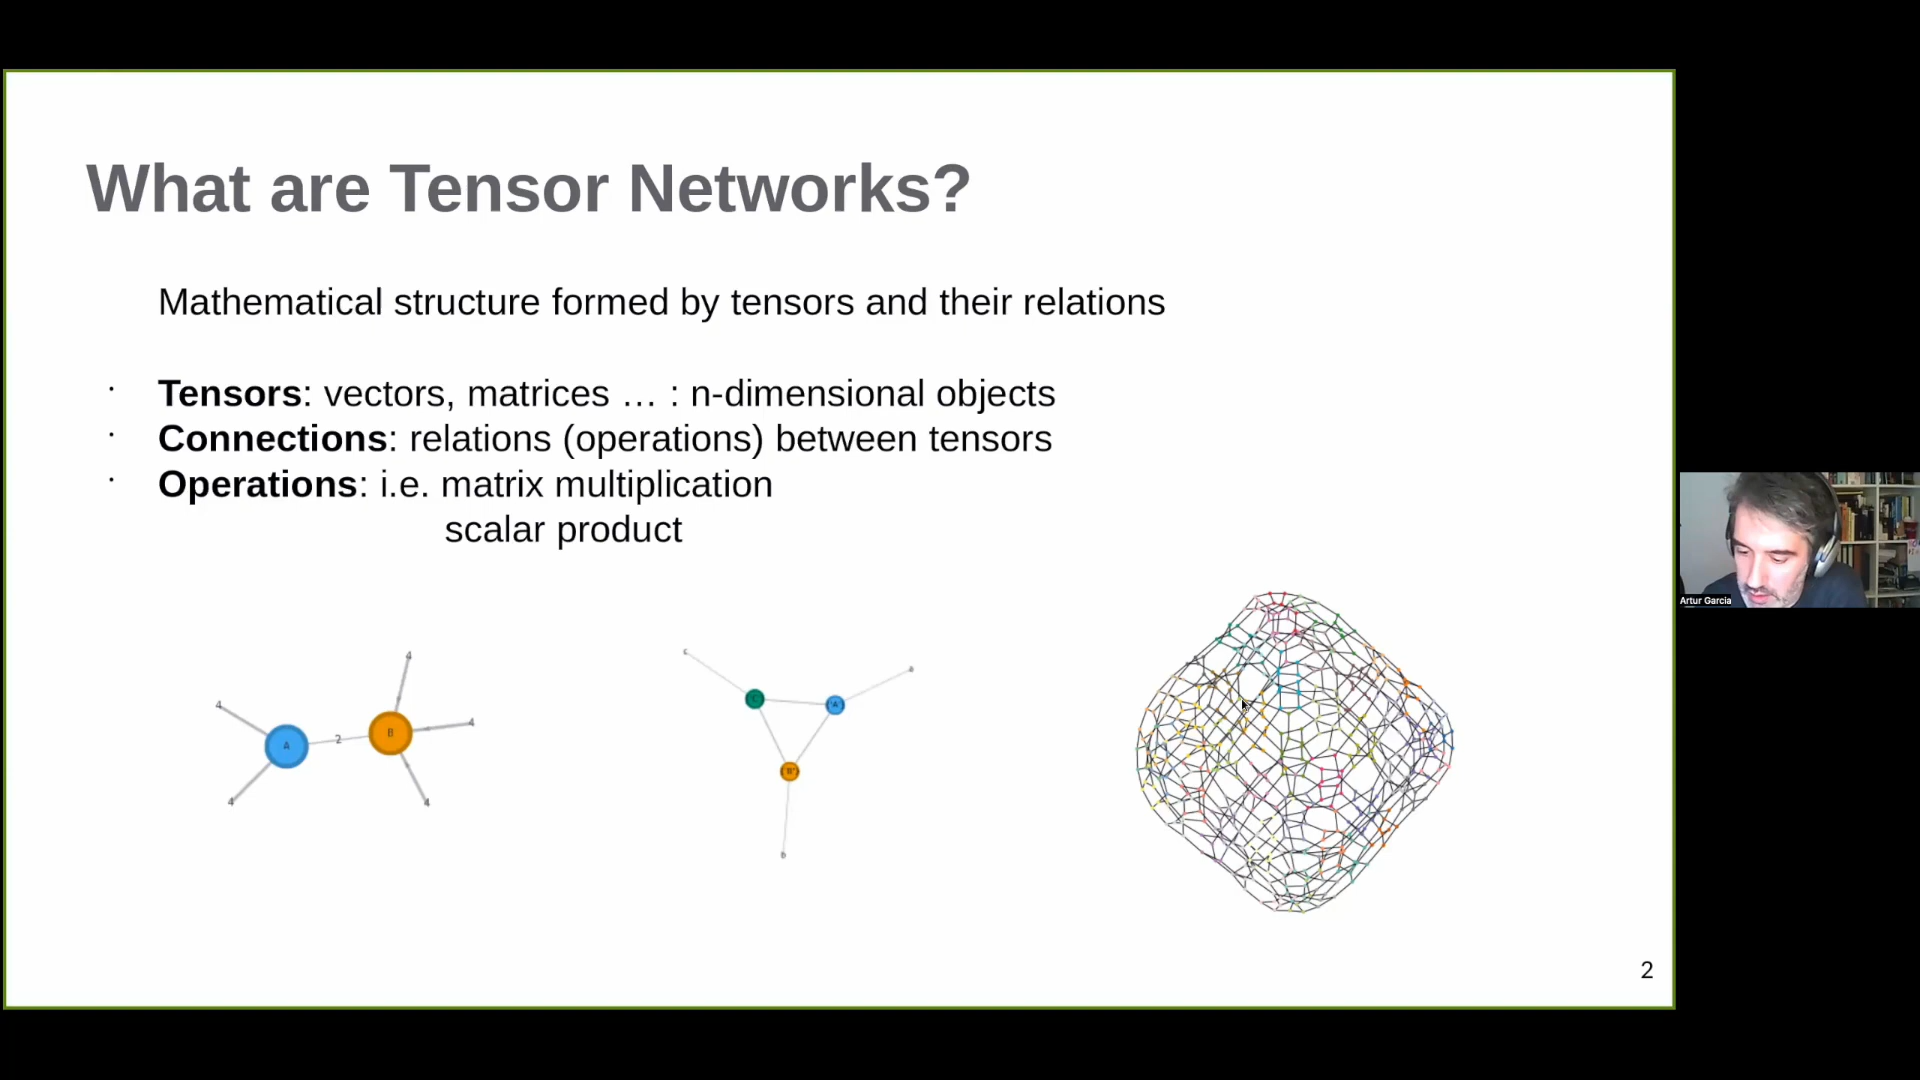 What are Tensor Networks?
Mathematical structure formed by tensors and their relations
· Tensors: vectors, matrices … : n-dimensional objects
· Connections: relations (operations) between tensors
· Operations: i.e. matrix multiplication
scalar product
Artur Garcia
4
4
4
A
2
B
4
4
c
a
C
('A')
('B')
b
2